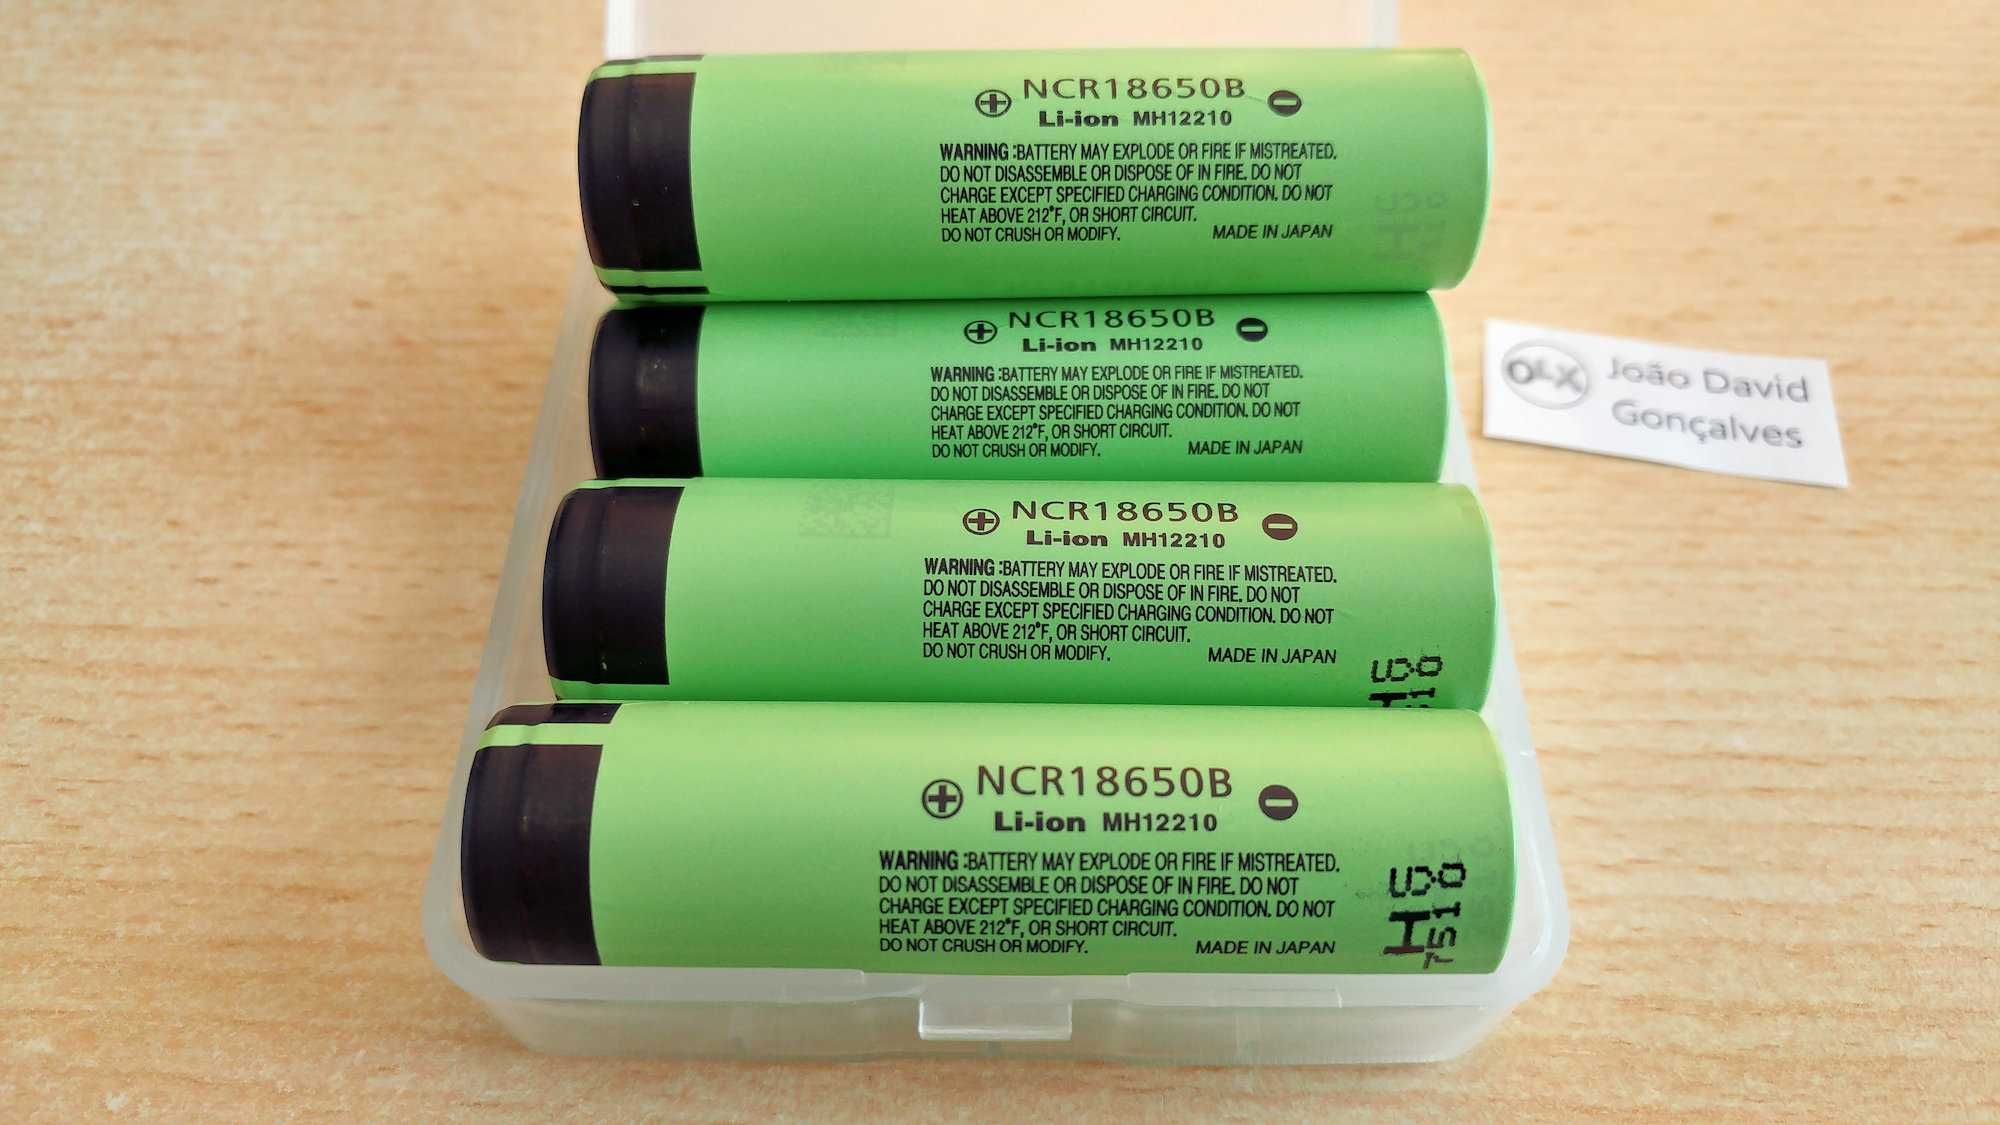 NCR18650B
Li-ion MH12210
WARNING :BATTERY MAY EXPLODE OR FIRE IF MISTREATED.
DO NOT DISASSEMBLE OR DISPOSE OF IN FIRE. DO NOT
CHARGE EXCEPT SPECIFIED CHARGING CONDITION. DO NOT
HEAT ABOVE 212°F, OR SHORT CIRCUIT.
DO NOT CRUSH OR MODIFY. MADE IN JAPAN
NCR18650B
Li-ion MH12210
WARNING :BATTERY MAY EXPLODE OR FIRE IF MISTREATED.
DO NOT DISASSEMBLE OR DISPOSE OF IN FIRE. DO NOT
CHARGE EXCEPT SPECIFIED CHARGING CONDITION. DO NOT
HEAT ABOVE 212°F, OR SHORT CIRCUIT.
DO NOT CRUSH OR MODIFY. MADE IN JAPAN
OLX João David
Gonçalves
NCR18650B
Li-ion MH12210
WARNING :BATTERY MAY EXPLODE OR FIRE IF MISTREATED.
DO NOT DISASSEMBLE OR DISPOSE OF IN FIRE. DO NOT
CHARGE EXCEPT SPECIFIED CHARGING CONDITION. DO NOT
HEAT ABOVE 212°F, OR SHORT CIRCUIT.
DO NOT CRUSH OR MODIFY. MADE IN JAPAN
NCR18650B
Li-ion MH12210
WARNING :BATTERY MAY EXPLODE OR FIRE IF MISTREATED.
DO NOT DISASSEMBLE OR DISPOSE OF IN FIRE. DO NOT
CHARGE EXCEPT SPECIFIED CHARGING CONDITION. DO NOT
HEAT ABOVE 212°F, OR SHORT CIRCUIT.
DO NOT CRUSH OR MODIFY. MADE IN JAPAN
H5
7510